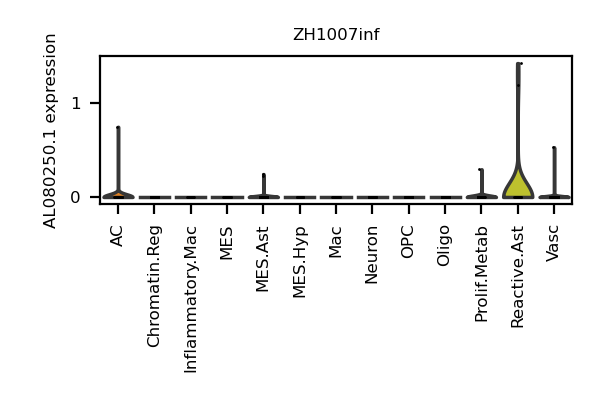 ZH1007inf
AL080250.1 expression
1
0
AC
Chromatin.Reg
Inflammatory.Mac
MES
MES.Ast
MES.Hyp
Mac
Neuron
OPC
Oligo
Prolif.Metab
Reactive.Ast
Vasc